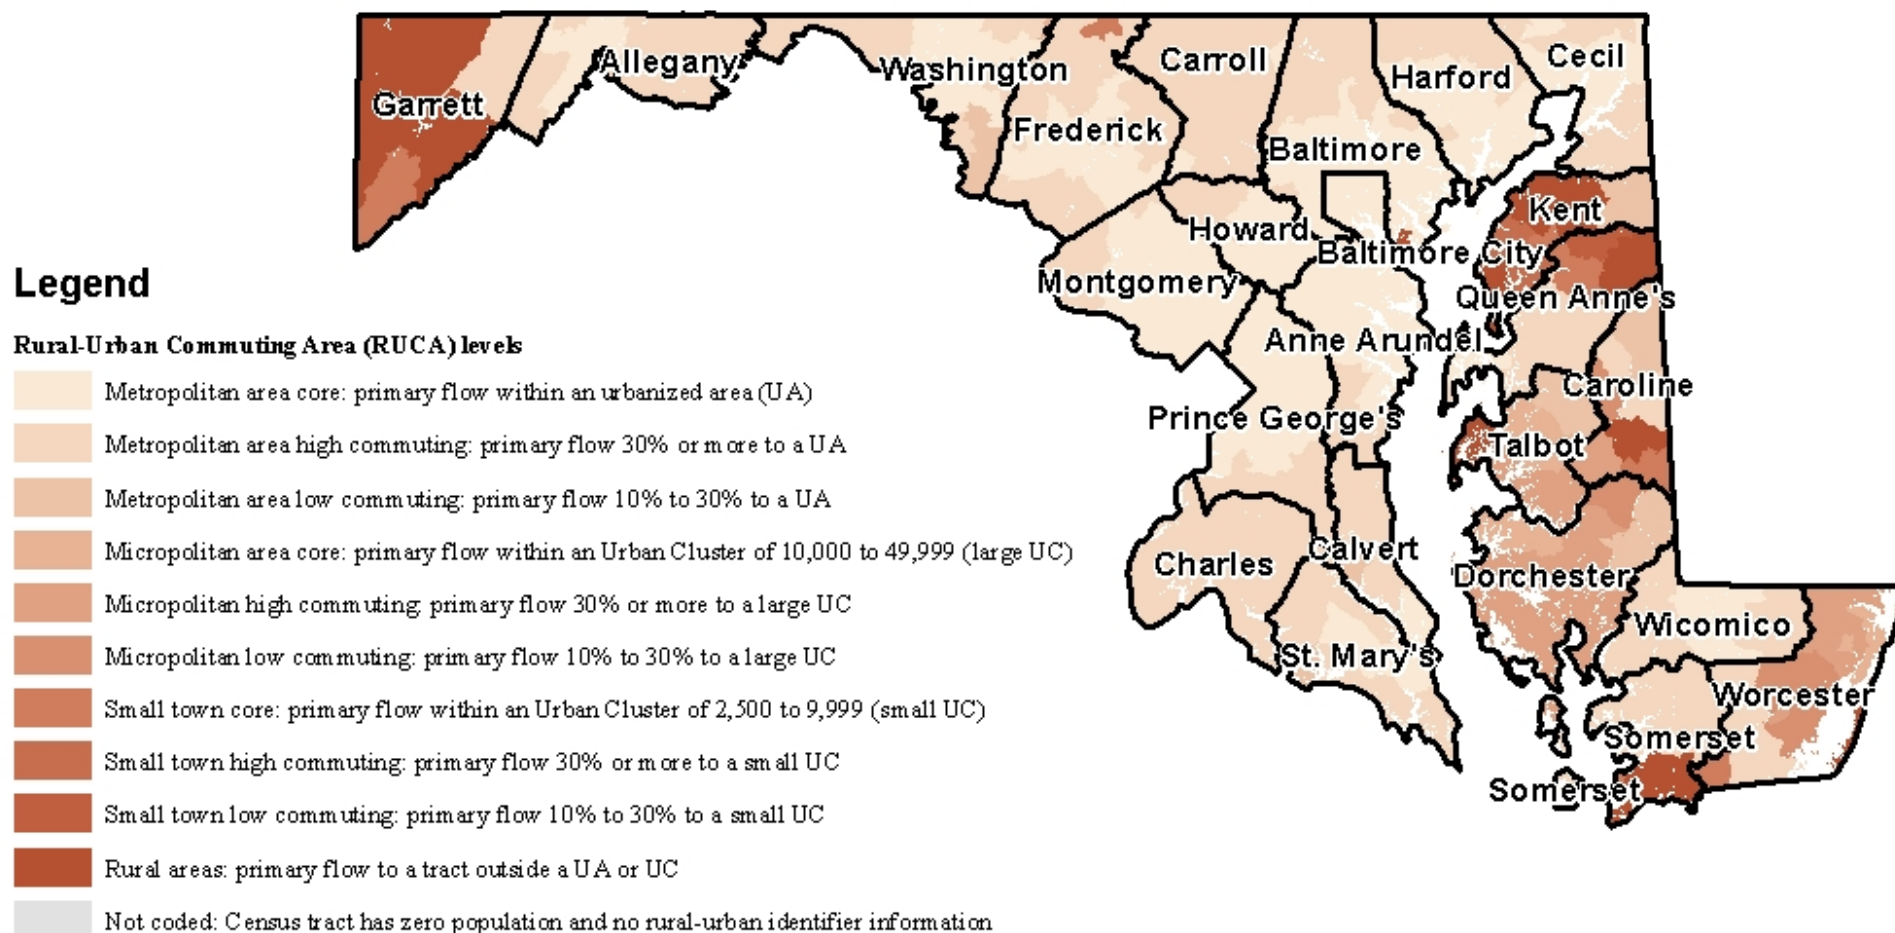 Garrett
Allegany
Washington
Frederick
Carroll
Baltimore
Harford
Cecil
Kent
Howard
Baltimore City
Montgomery
Queen Anne's
Anne Arundel
Caroline
Prince George's
Talbot
Charles
Calvert
Dorchester
Wicomico
St. Mary's
Worcester
Somerset
Somerset
Legend
Rural-Urban Commuting Area (RUCA) levels
Metropolitan area core: primary flow within an urbanized area (UA)
Metropolitan area high commuting: primary flow 30% or more to a UA
Metropolitan area low commuting: primary flow 10% to 30% to a UA
Micropolitan area core: primary flow within an Urban Cluster of 10,000 to 49,999 (large UC)
Micropolitan high commuting: primary flow 30% or more to a large UC
Micropolitan low commuting: primary flow 10% to 30% to a large UC
Small town core: primary flow within an Urban Cluster of 2,500 to 9,999 (small UC)
Small town high commuting: primary flow 30% or more to a small UC
Small town low commuting: primary flow 10% to 30% to a small UC
Rural areas: primary flow to a tract outside a UA or UC
Not coded: Census tract has zero population and no rural-urban identifier information